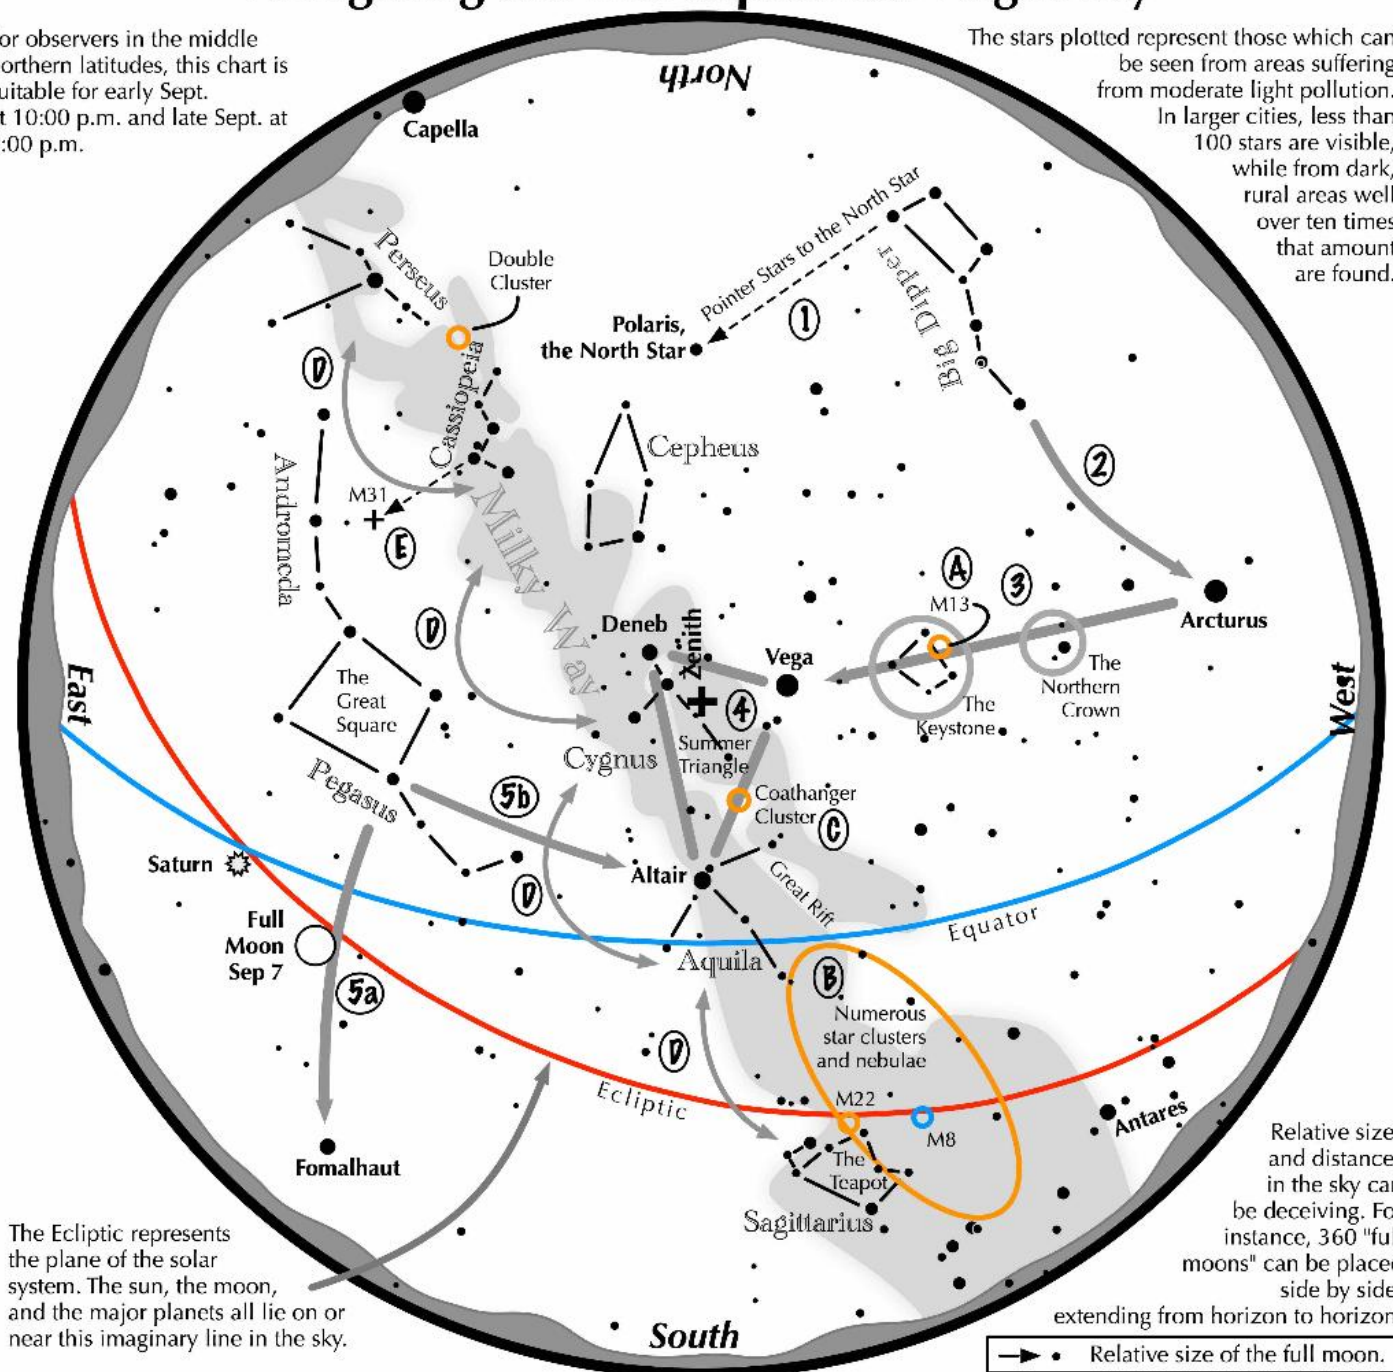 or observers in the middle
orthern latitudes, this chart is
uitable for early Sept.
t 10:00 p.m. and late Sept. at
:00 p.m.
The stars plotted represent those which can
be seen from areas suffering
from moderate light pollution.
In larger cities, less than
100 stars are visible,
while from dark,
rural areas well
over ten times
that amount
are found.
North
Capella
Perseus
Double
Cluster
Pointer Stars to the North Star
Big Dipper
1
Polaris,
the North Star
D
Cassiopeia
Cepheus
2
Andromeda
M31
E
Milky Way
A
3
M13
Arcturus
D
Deneb
Zenith
Vega
The
Northern
Crown
The
Keystone
East
West
The
Great
Square
4
Summer
Triangle
Cygnus
Pegasus
5b
Coathanger
Cluster
C
Saturn
Altair
D
Great Rift
Full
Moon
Sep 7
Equator
Aquila
B
5a
Numerous
star clusters
and nebulae
D
Ecliptic
M22
M8
Antares
The
Teapot
Fomalhaut
Sagittarius
The Ecliptic represents
the plane of the solar
system. The sun, the moon,
and the major planets all lie on or
near this imaginary line in the sky.
Relative size
and distance
in the sky can
be deceiving. Fo
instance, 360 "ful
moons" can be placed
side by side
extending from horizon to horizon
South
Relative size of the full moon.